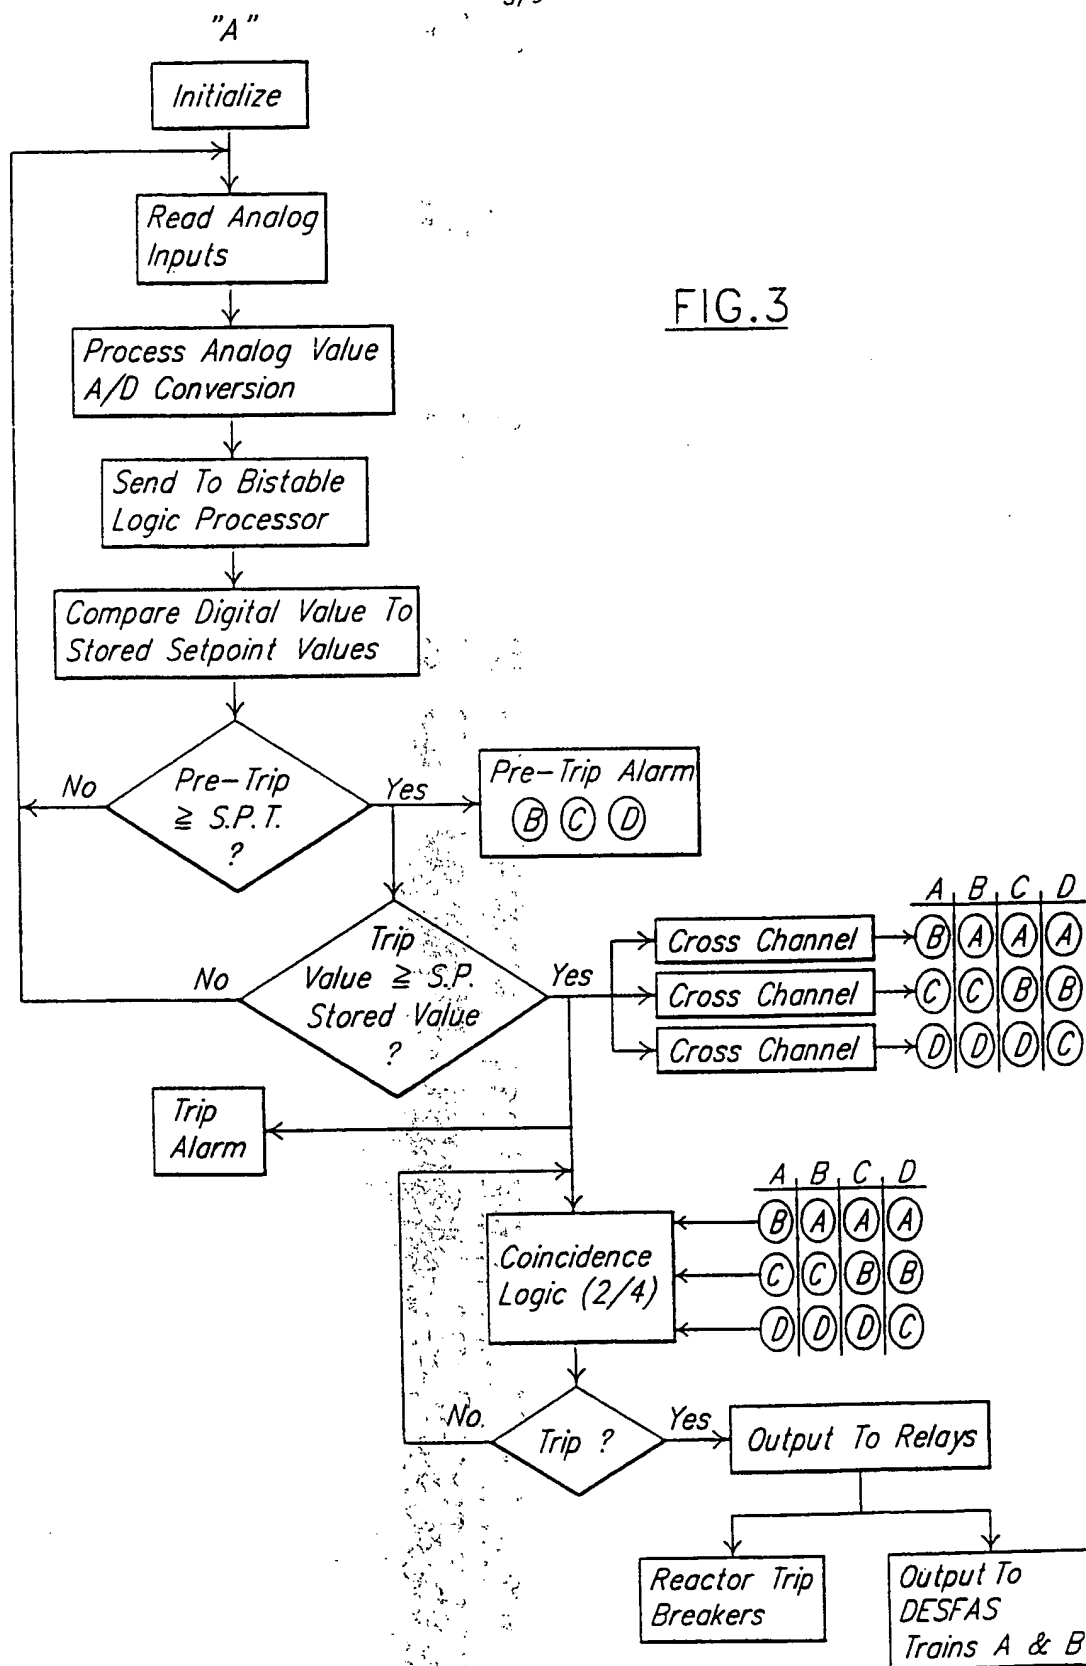 "A"
Initialize
Read Analog
Inputs
FIG.3
Process Analog Value
A/D Conversion
Send To Bistable
Logic Processor
Compare Digital Value To
Stored Setpoint Values
No
Pre-Trip
≧ S.P.T.
?
Yes
Pre-Trip Alarm
B C D
No
Trip
Value ≧ S.P.
Stored Value
?
Yes
Cross Channel
Cross Channel
Cross Channel
A B C D
B A A A
C C B B
D D D C
Trip
Alarm
Coincidence
Logic (2/4)
A B C D
B A A A
C C B B
D D D C
No.
Trip ?
Yes
Output To Relays
Reactor Trip
Breakers
Output To
DESFAS
Trains A & B